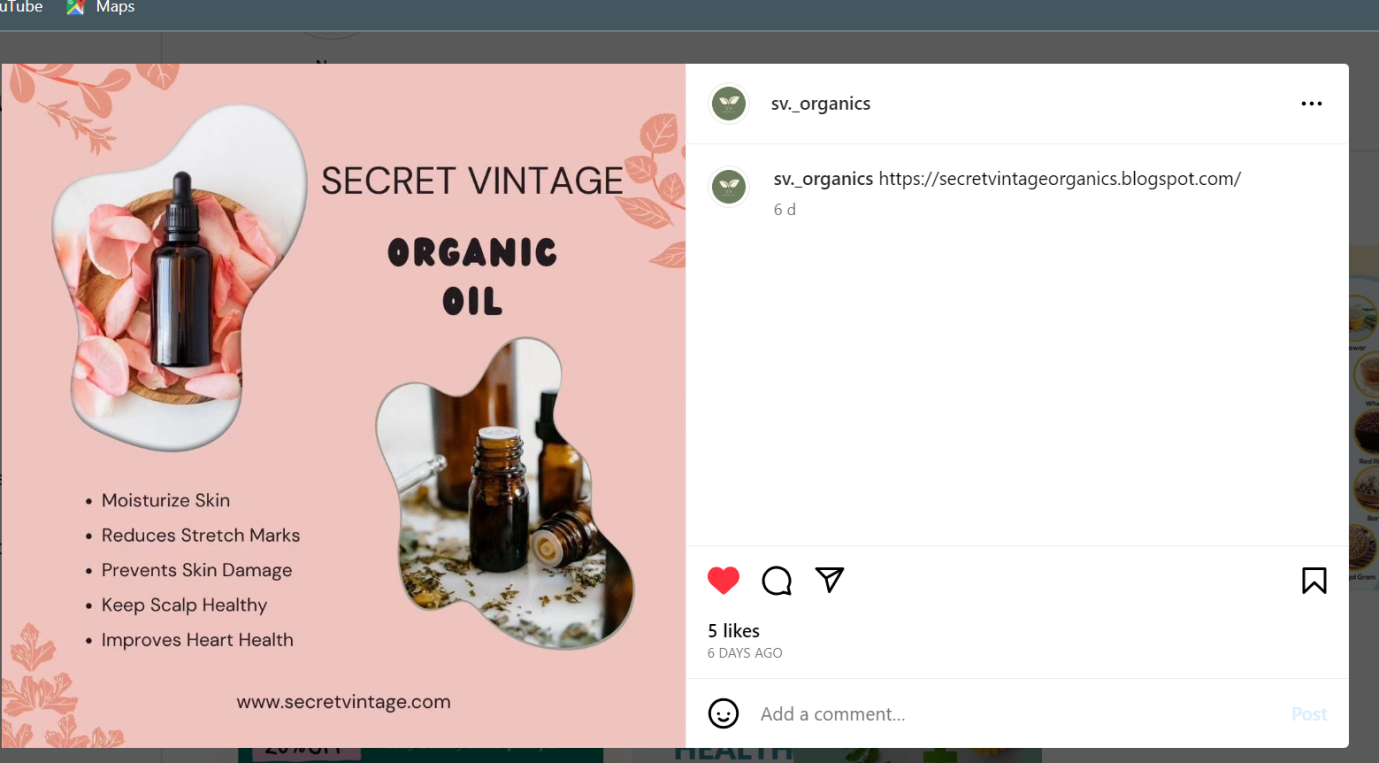 Maps
sv._organics
SECRET VINTAGE
ORGANIC
OIL
• Moisturize Skin
• Reduces Stretch Marks
• Prevents Skin Damage
• Keep Scalp Healthy
• Improves Heart Health
www.secretvintage.com
sv._organics https://secretvintageorganics.blogspot.com/
6 d
5 likes
6 DAYS AGO
Add a comment...
Post
HEALTH